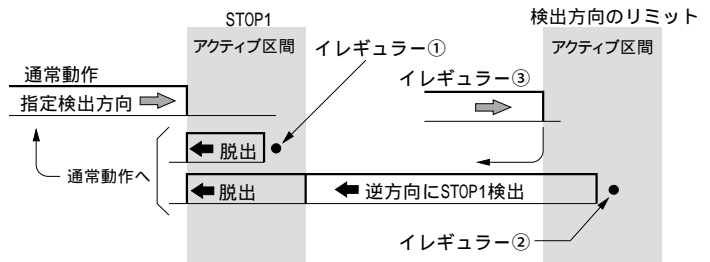 STOP1
検出方向のリミット
アクティブ区間
イレギュラー①
アクティブ区間
通常動作
イレギュラー③
指定検出方向
脱出
通常動作へ
脱出
逆方向にSTOP1検出
イレギュラー②